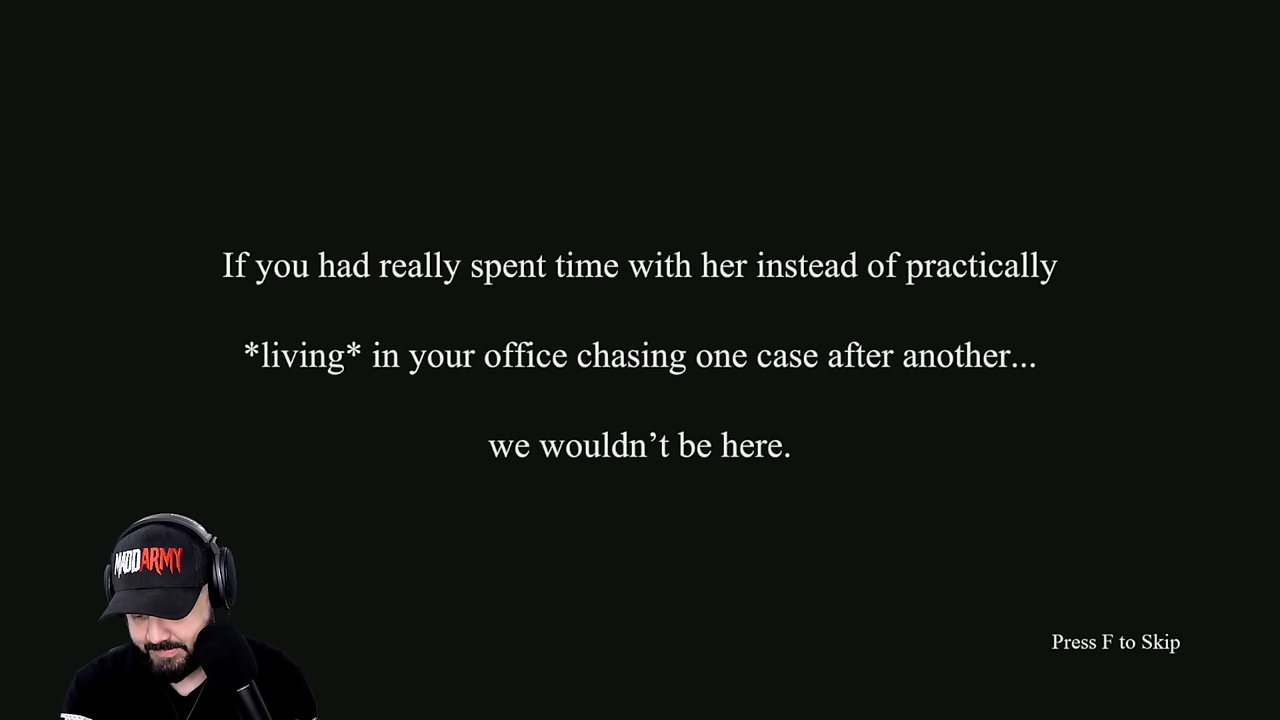 If you had really spent time with her instead of practically
*living* in your office chasing one case after another...
we wouldn’t be here.
MADDARMY
Press F to Skip